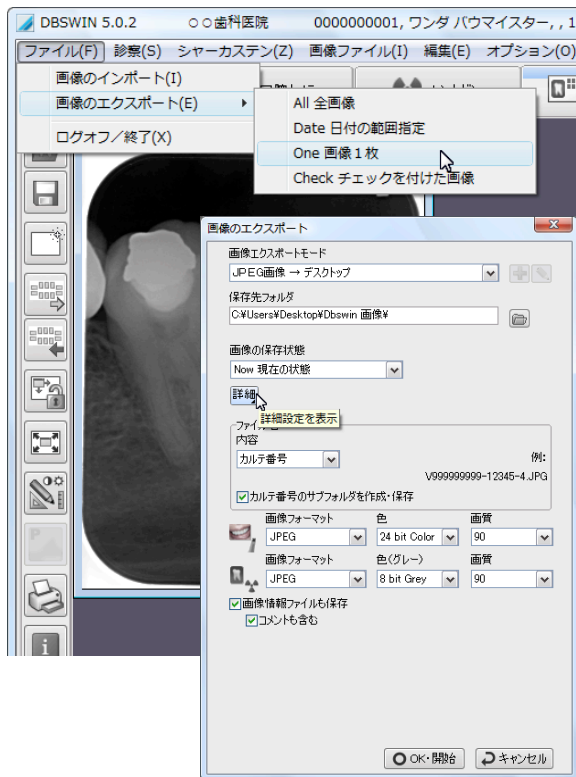 DBSWIN 5.0.2 ○○歯科医院 0000000001, ワンダ バウマイスター, , 1
ファイル(F) 診察(S) シャーカステン(Z) 画像ファイル(I) 編集(E) オプション(O)
画像のインポート(I)
画像のエクスポート(E)
ログオフ／終了(X)
All 全画像
Date 日付の範囲指定
One 画像１枚
Check チェックを付けた画像
画像のエクスポート
画像エクスポートモード
JPEG画像 → デスクトップ
保存先フォルダ
C:¥Users¥Desktop¥Dbswin 画像¥
画像の保存状態
Now 現在の状態
詳細
詳細設定を表示
内容
カルテ番号
例:
V999999999-12345-4.JPG
カルテ番号のサブフォルダを作成・保存
画像フォーマット 色 画質
JPEG 24 bit Color 90
画像フォーマット 色(グレー) 画質
JPEG 8 bit Grey 90
画像情報ファイルも保存
コメントも含む
OK・開始 キャンセル